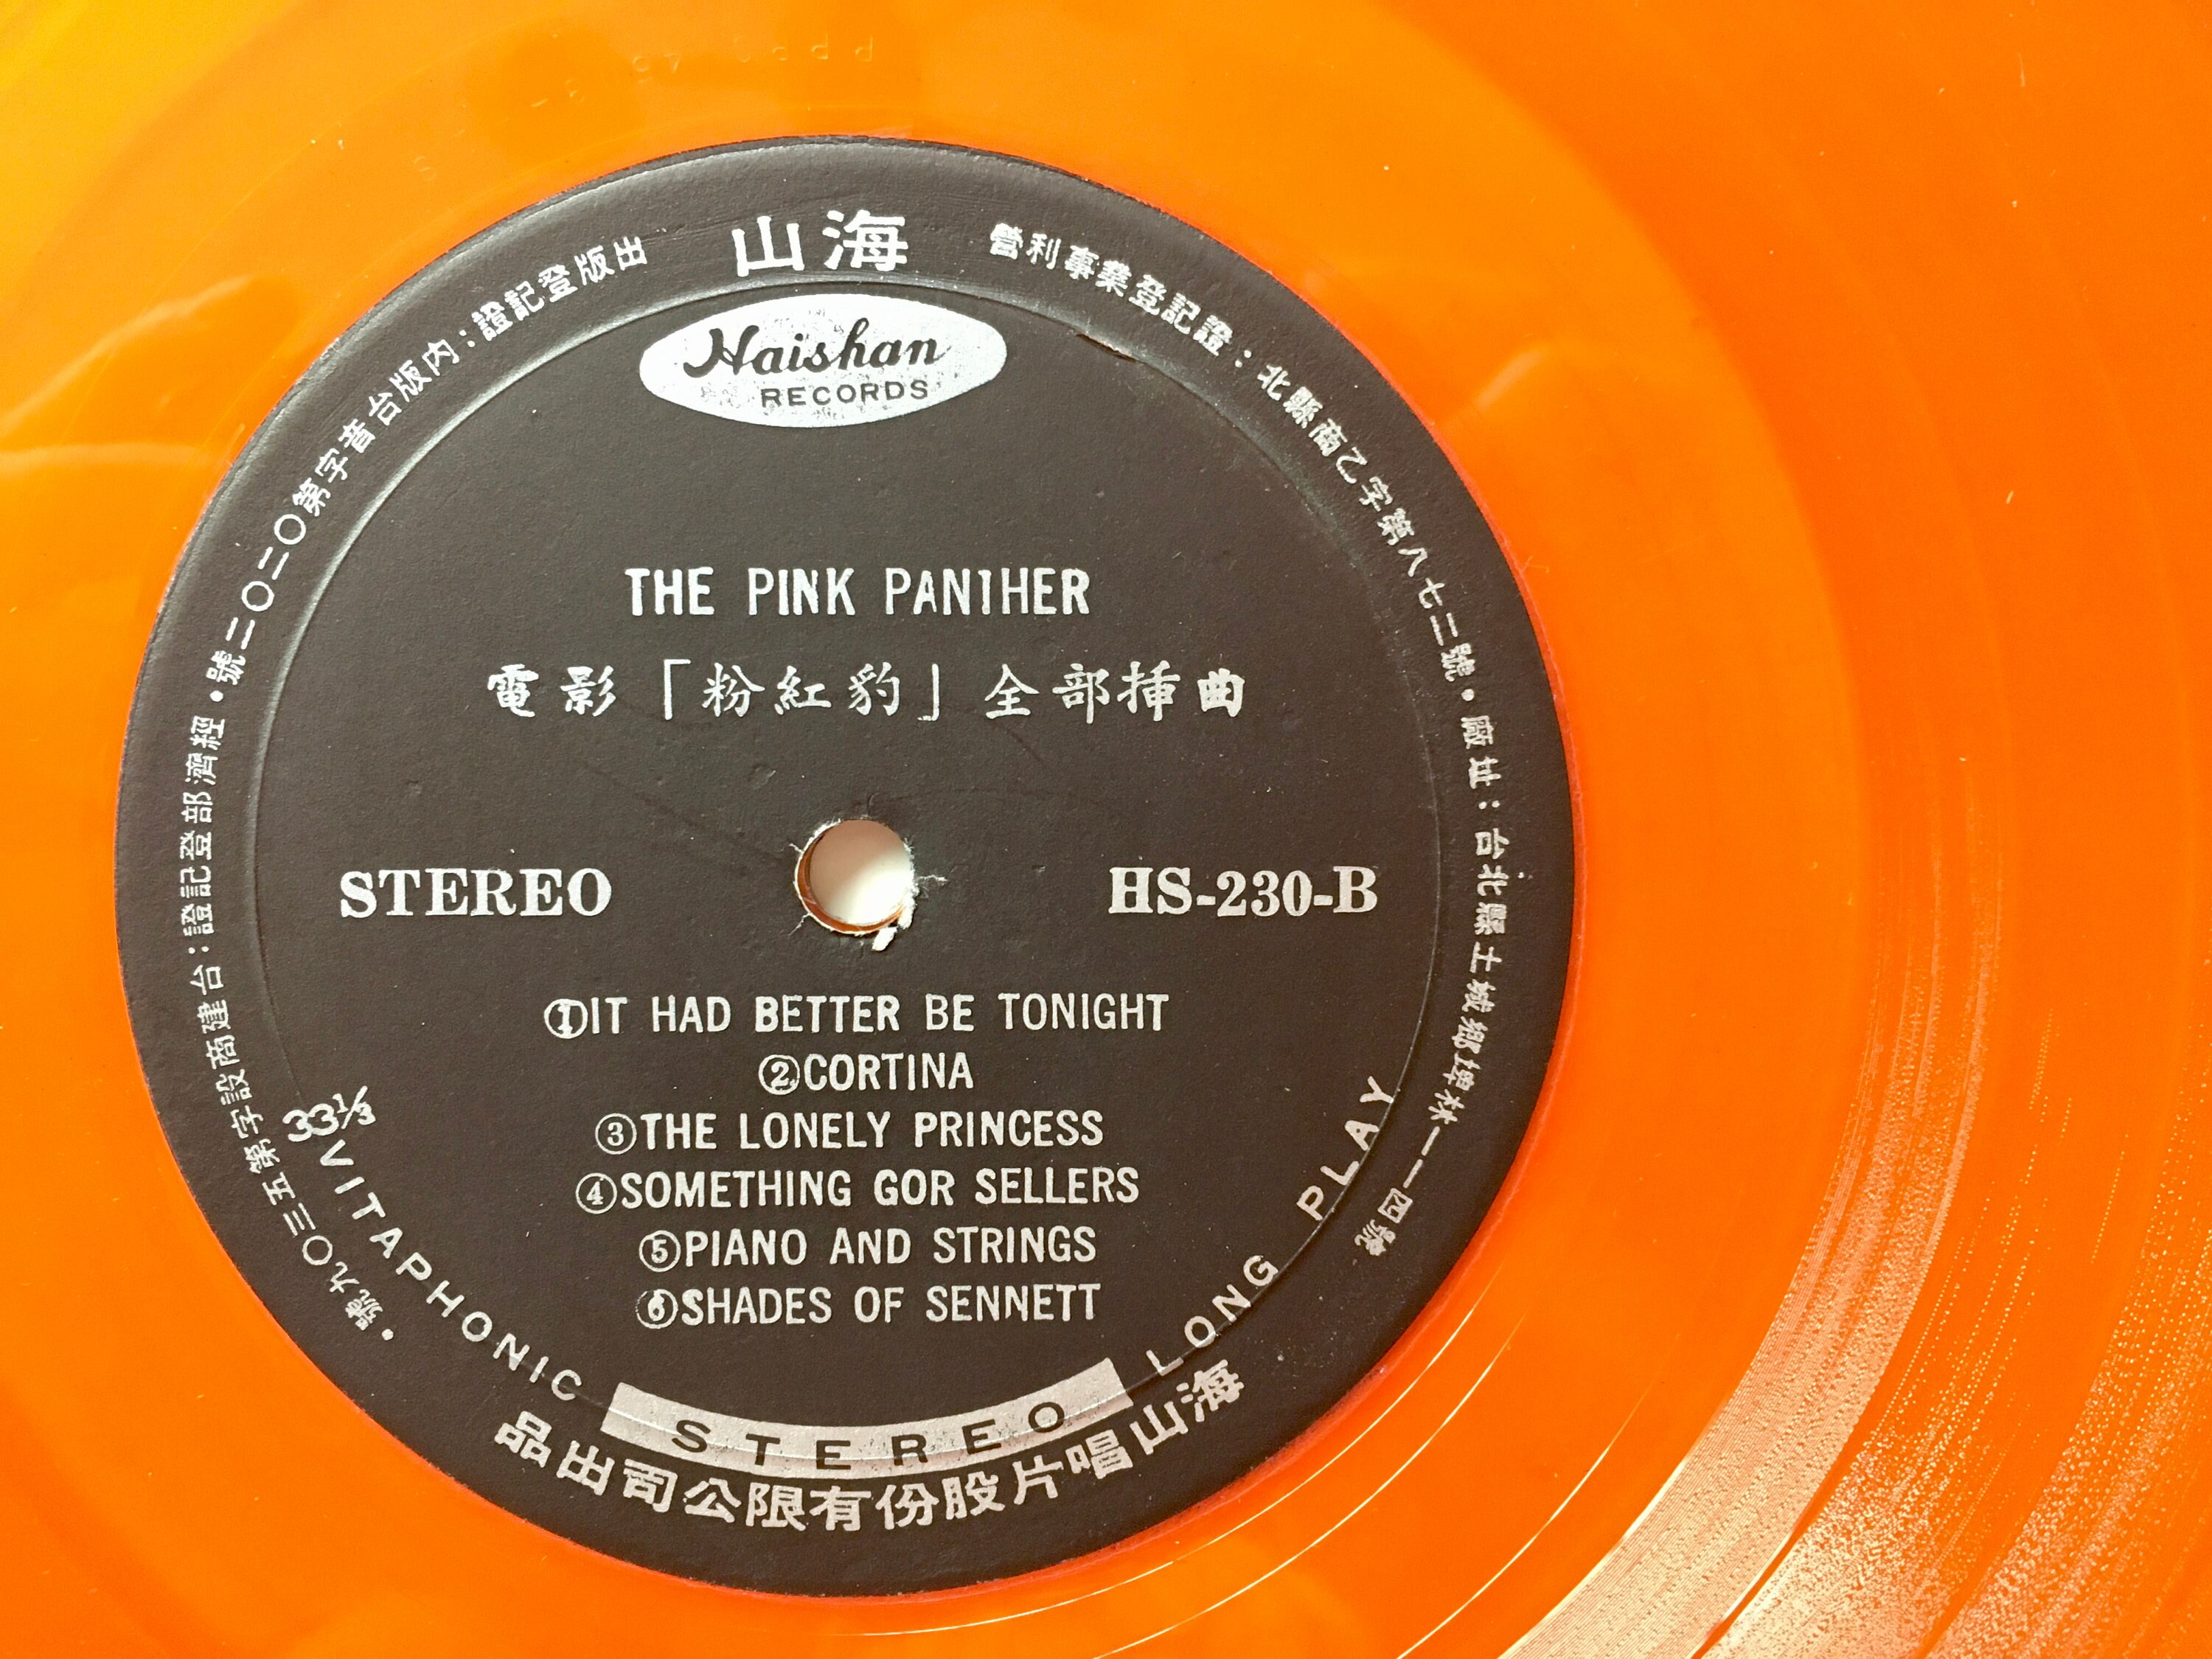 海山
出版登記證：內版台音字第〇二〇二號•經濟部登記證：台建商設字第五三〇九號•
營利事業登記證：北縣商乙字第八七二號•廠址：台北縣土城鄉埤林一一四號
Haishan
RECORDS
THE PINK PANTHER
電影「粉紅豹」全部挿曲
STEREO
HS-230-B
①IT HAD BETTER BE TONIGHT
②CORTINA
③THE LONELY PRINCESS
④SOMETHING GOR SELLERS
⑤PIANO AND STRINGS
⑥SHADES OF SENNETT
33⅓ VITAPHONIC STEREO LONG PLAY
海山唱片股份有限公司出品